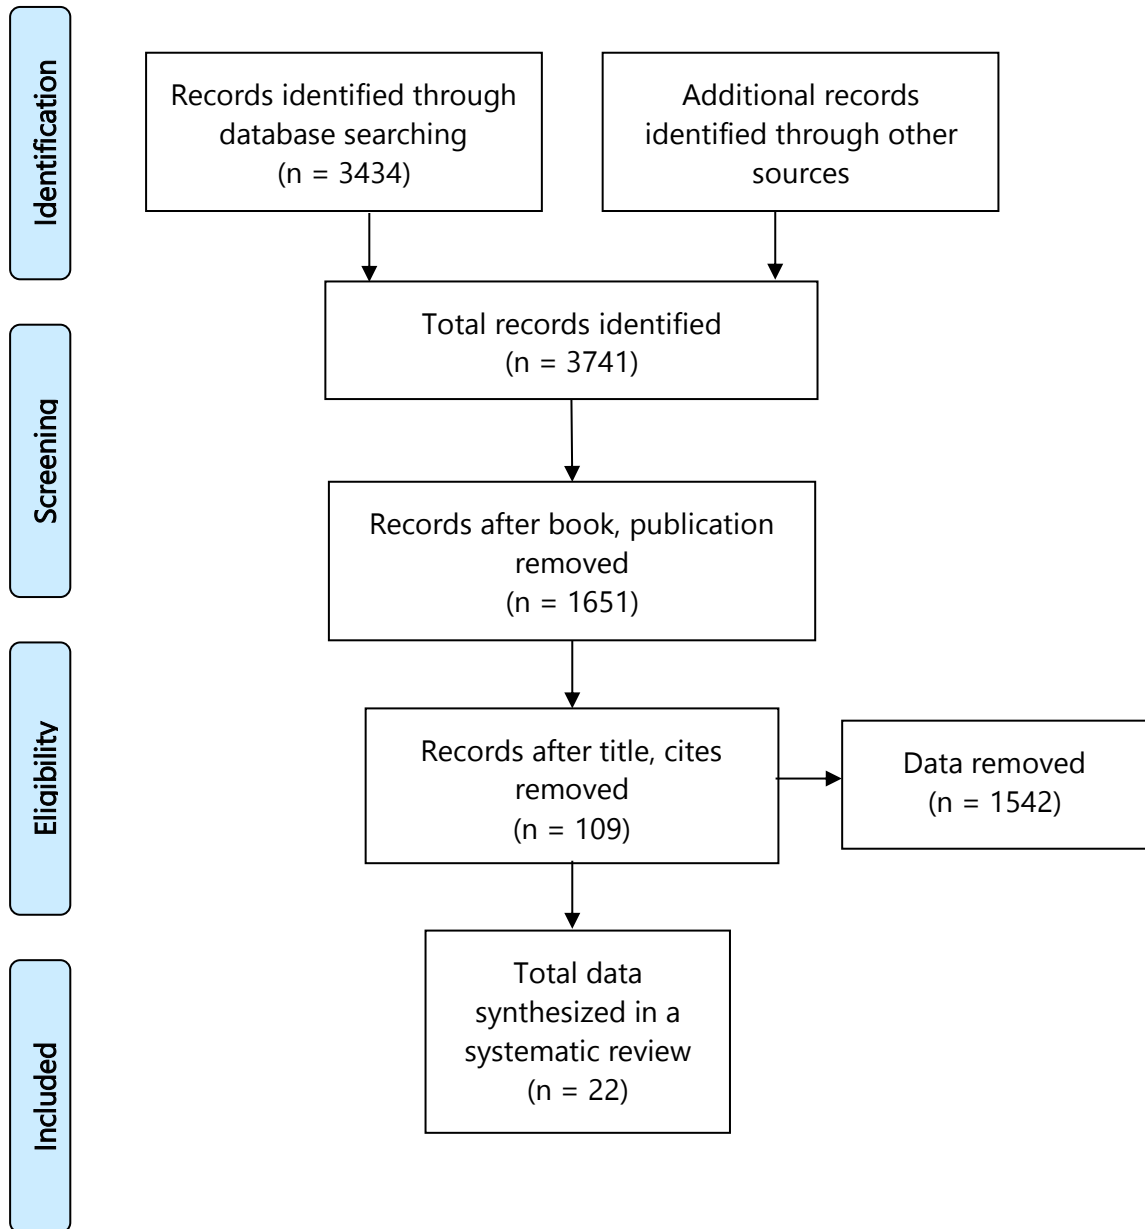 Identification
Records identified through
database searching
(n = 3434)
Additional records
identified through other
sources
Total records identified
(n = 3741)
Screening
Records after book, publication
removed
(n = 1651)
Eligibility
Records after title, cites
removed
(n = 109)
Data removed
(n = 1542)
Included
Total data
synthesized in a
systematic review
(n = 22)